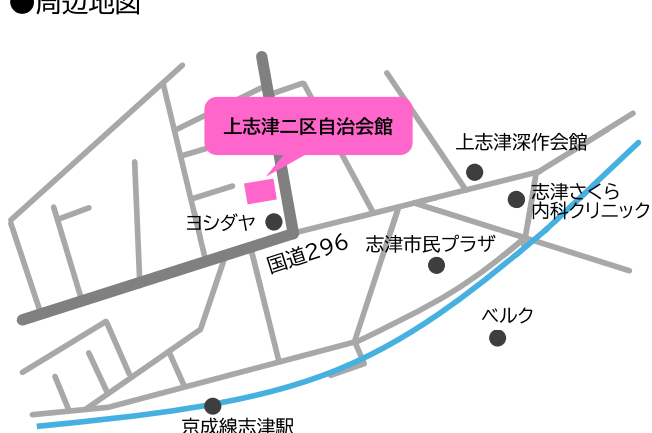 ●周辺地図
上志津二区自治会館
上志津深作会館
志津さくら
内科クリニック
ヨシダヤ
国道296
志津市民プラザ
ベルク
京成線志津駅